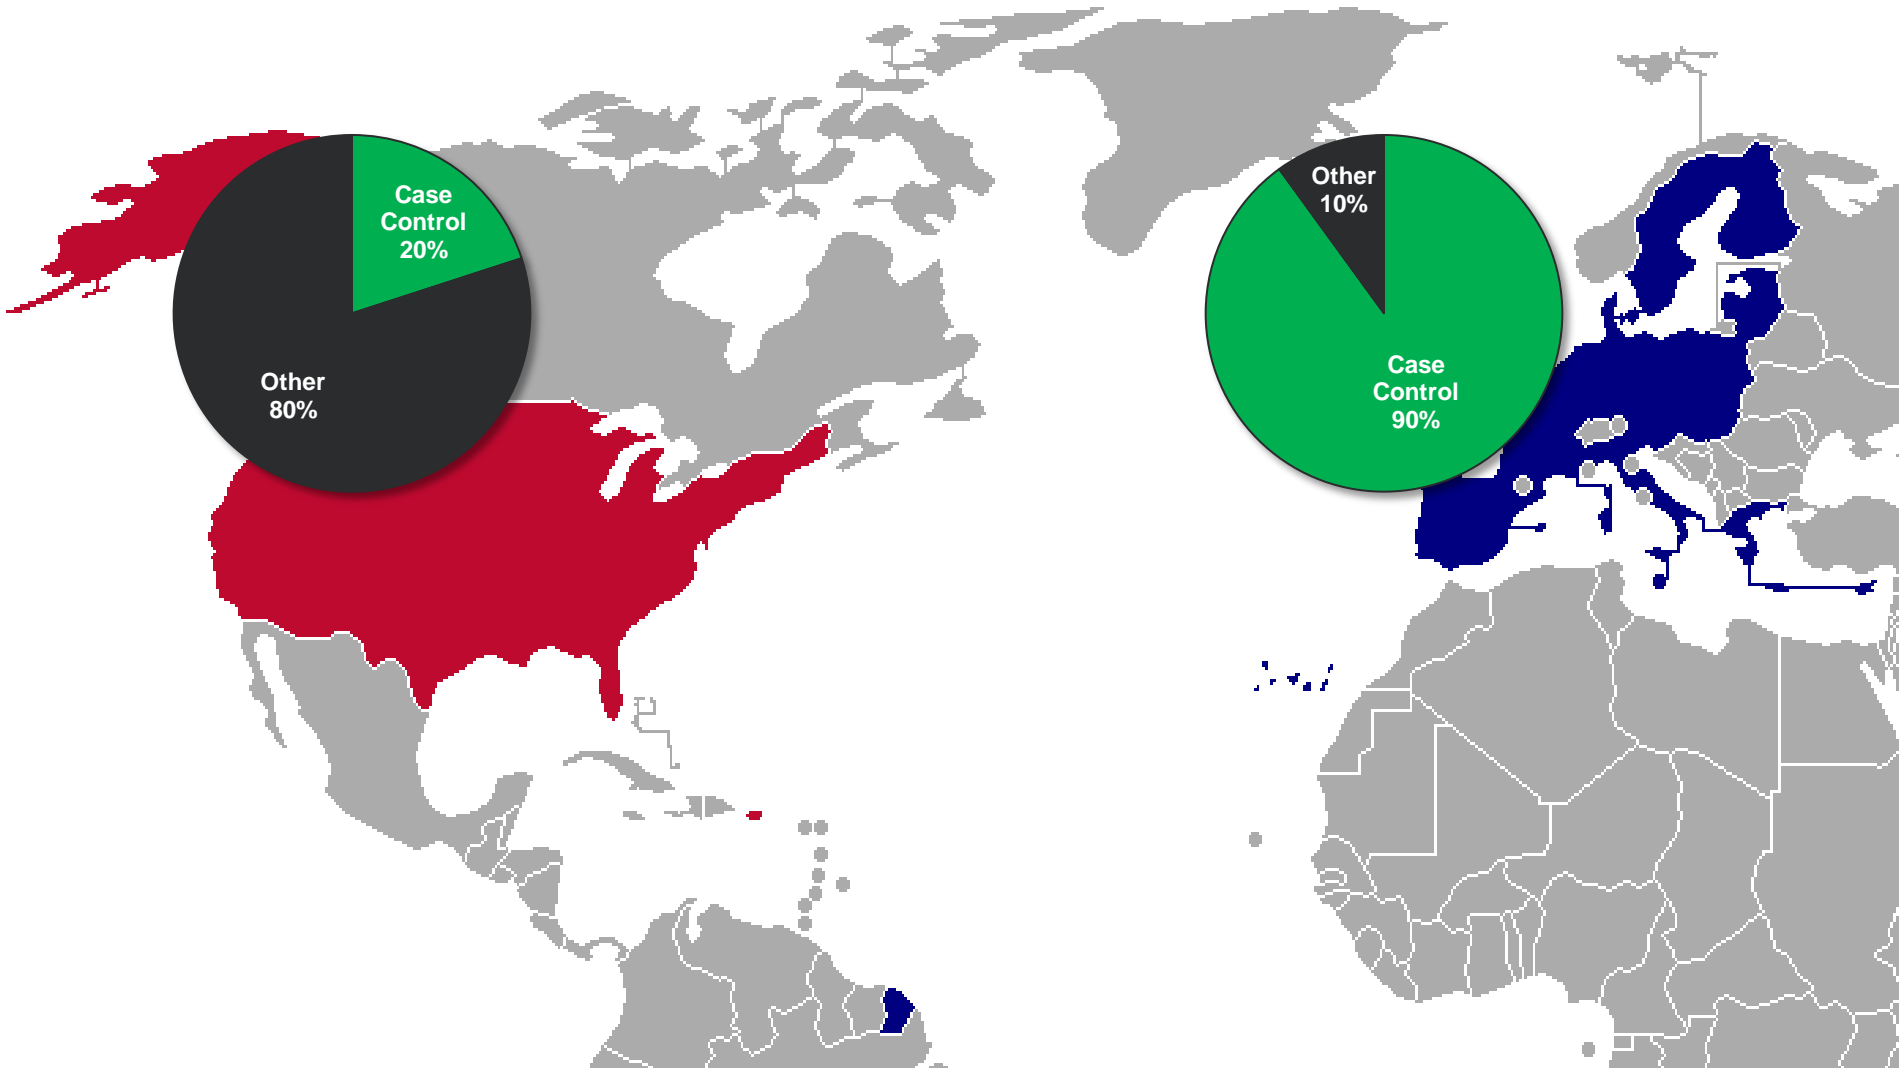 Case
Control
20%
Other
80%
Other
10%
Case
Control
90%